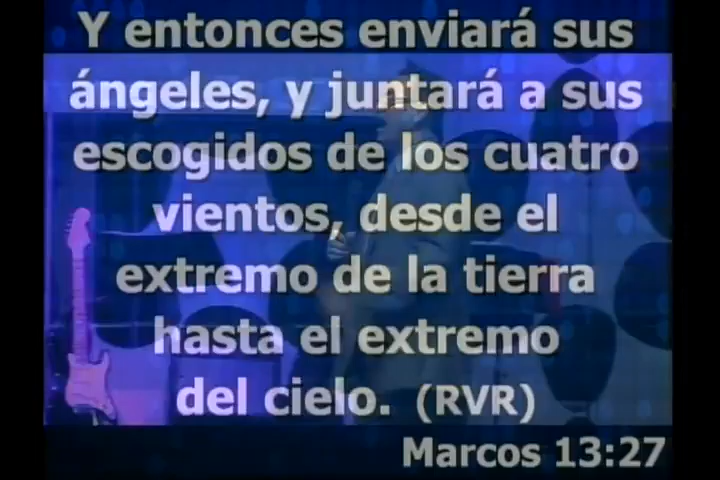 Y entonces enviará sus
ángeles, y juntará a sus
escogidos de los cuatro
vientos, desde el
extremo de la tierra
hasta el extremo
del cielo. (RVR)
Marcos 13:27